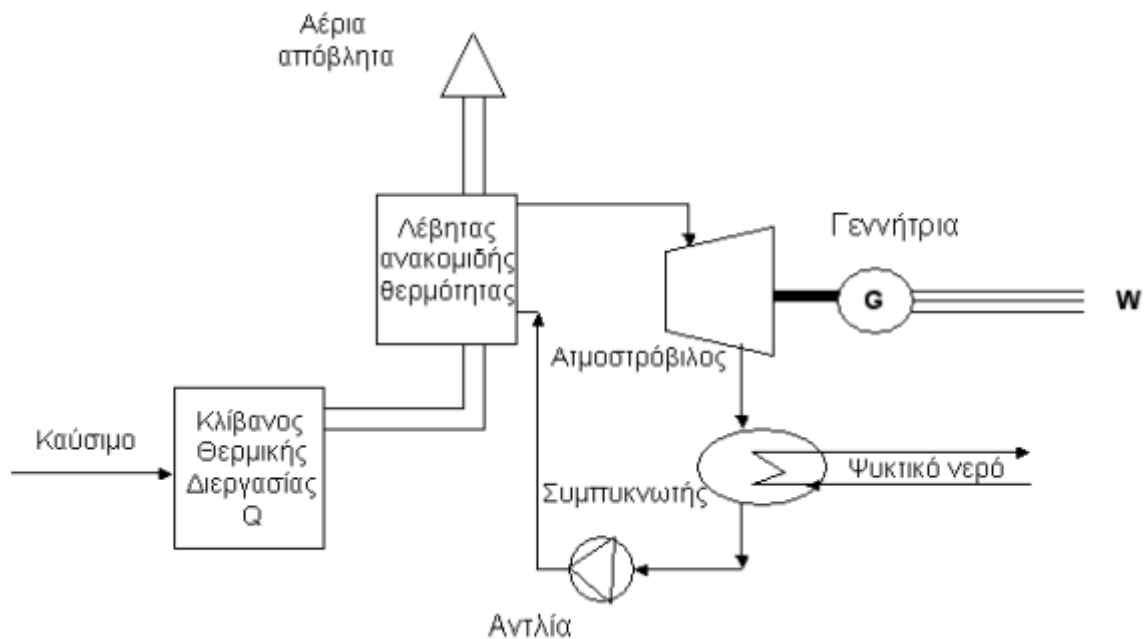 Αέρια
απόβλητα
Λέβητας
ανακομιδής
θερμότητας
Γεννήτρια
G
W
Ατμοστρόβιλος
Καύσιμο
Κλίβανος
Θερμικής
Διεργασίας
Q
Ψυκτικό νερό
Συμπυκνωτής
Αντλία